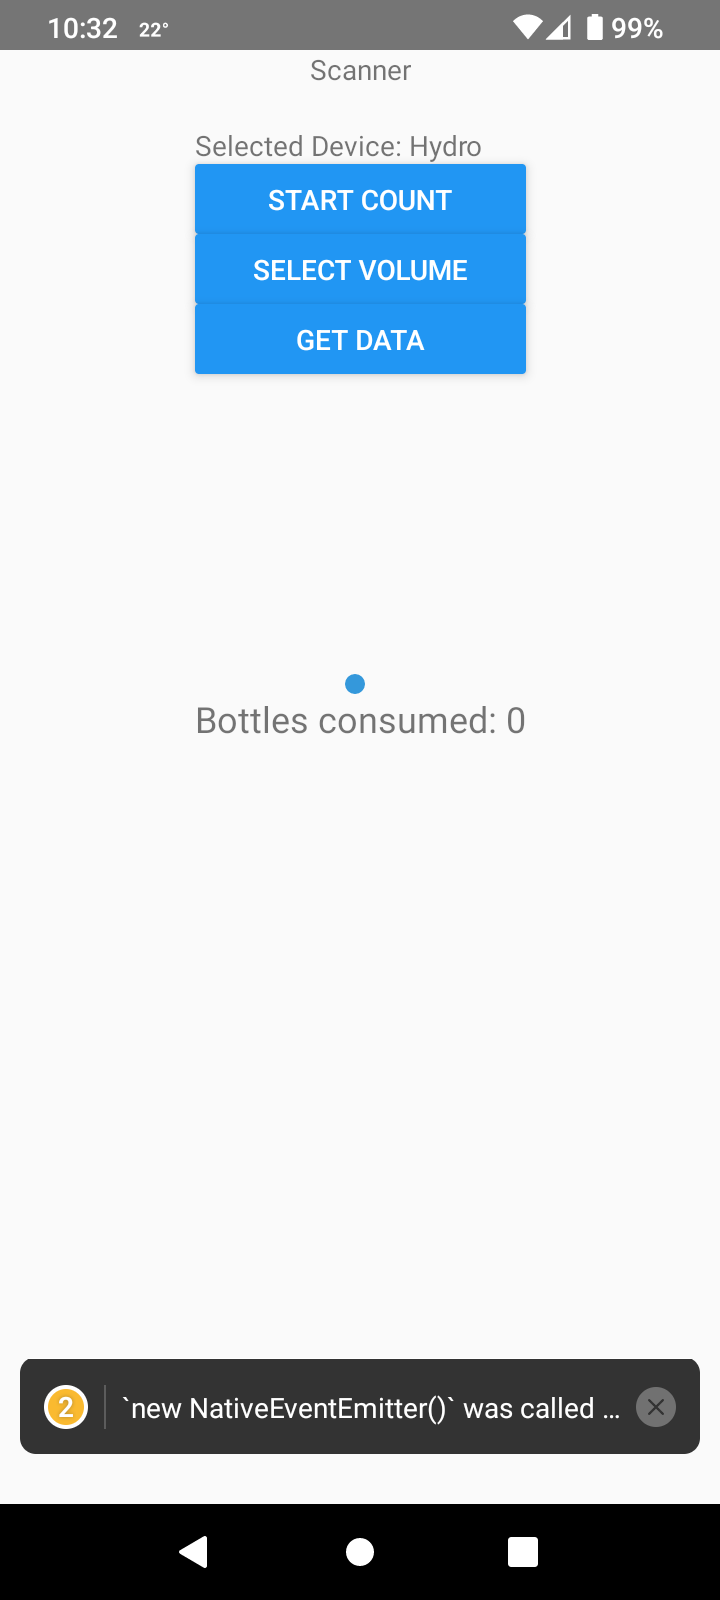 10:32 22° 99%
Scanner
Selected Device: Hydro
START COUNT
SELECT VOLUME
GET DATA
Bottles consumed: 0
2 `new NativeEventEmitter()` was called ...